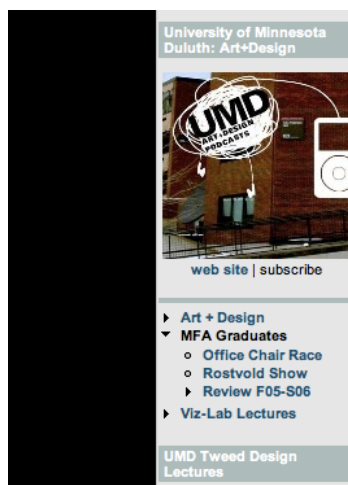 University of Minnesota
Duluth: Art+Design
UMD
ART+DESIGN
PODCASTS
web site | subscribe
Art + Design
MFA Graduates
Office Chair Race
Rostvold Show
Review F05-S06
Viz-Lab Lectures
UMD Tweed Design
Lectures